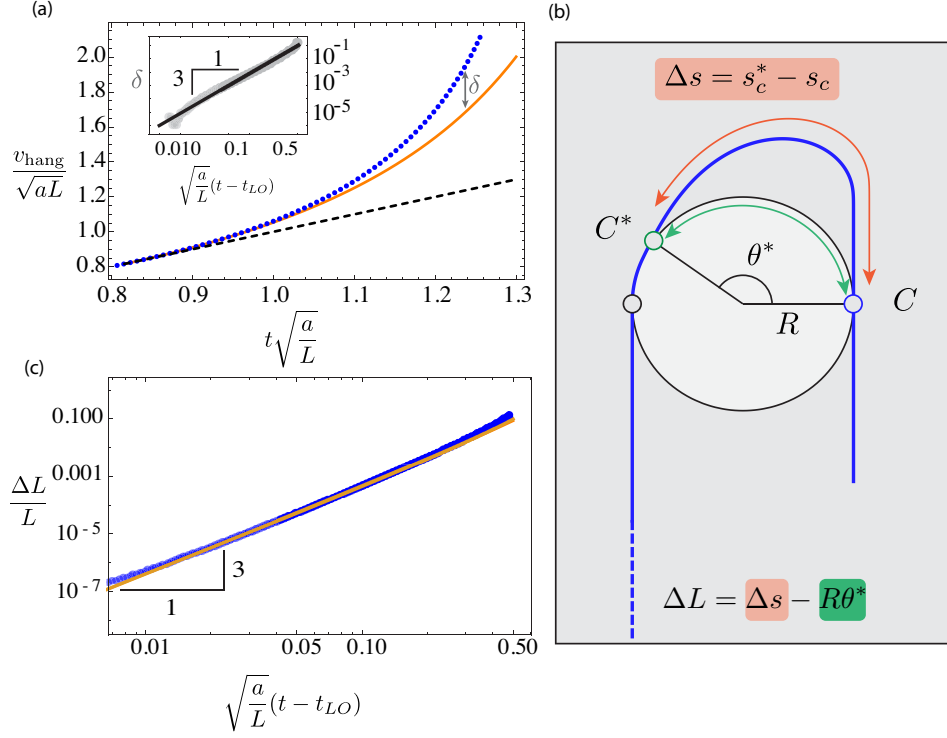 (a)
v_hang / √(aL)
2.0
1.8
1.6
1.4
1.2
1.0
0.8
0.8 0.9 1.0 1.1 1.2 1.3
t√(a/L)
δ
δ
1
3
10^-1
10^-3
10^-5
0.010 0.1 0.5
√(a/L)(t − t_LO)
(b)
Δs = s_c^* − s_c
C^*
θ^*
R
C
ΔL = Δs − Rθ^*
(c)
ΔL / L
0.100
0.001
10^-5
10^-7
3
1
0.01 0.05 0.10 0.50
√(a/L)(t − t_LO)